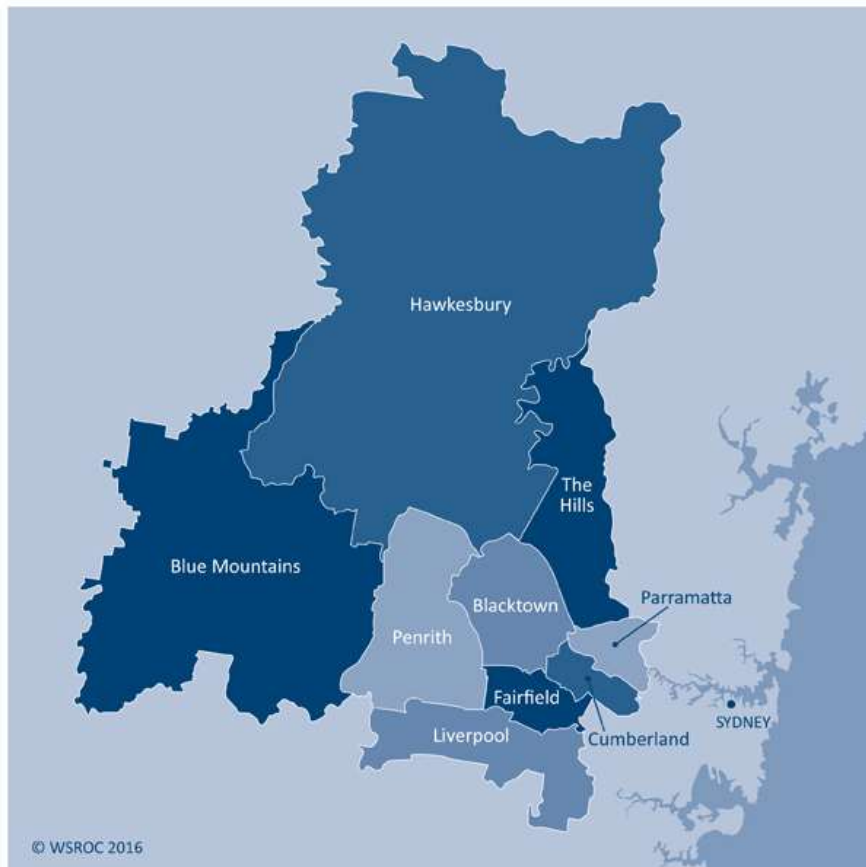 Hawkesbury
The
Hills
Blue Mountains
Blacktown
Parramatta
Penrith
Fairfield
SYDNEY
Liverpool
Cumberland
© WSROC 2016